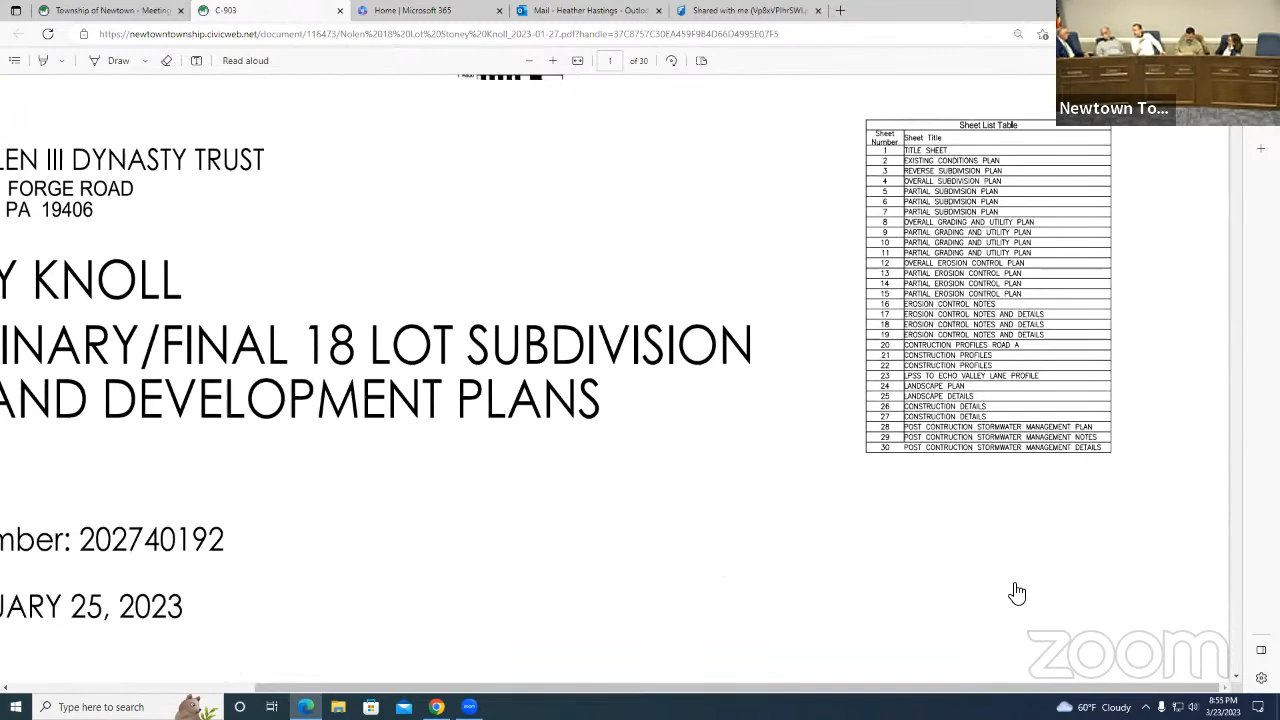 Newtown Township - Meeting of t
C-903
Home | Microsoft 365
Mail - Heather Hastings - Outloo
Shared with me (Vp8xVPlhrSWL
https://newtowntownship.civicweb.net/document/116473/Nolen%2018%20Lot%20Stoney%20Knoll_2023-01-27.pdf?handle=37C8757C30EA459F9B4D66D4995E07F5
Draw
Read aloud
1 of 30
Newtown To...
LEN III DYNASTY TRUST
FORGE ROAD
PA 19406
Y KNOLL
INARY/FINAL 18 LOT SUBDIVISION
AND DEVELOPMENT PLANS
mber: 202740192
UARY 25, 2023
Sheet List Table
Sheet Number Sheet Title
1 TITLE SHEET
2 EXISTING CONDITIONS PLAN
3 REVERSE SUBDIVISION PLAN
4 OVERALL SUBDIVISION PLAN
5 PARTIAL SUBDIVISION PLAN
6 PARTIAL SUBDIVISION PLAN
7 PARTIAL SUBDIVISION PLAN
8 OVERALL GRADING AND UTILITY PLAN
9 PARTIAL GRADING AND UTILITY PLAN
10 PARTIAL GRADING AND UTILITY PLAN
11 PARTIAL GRADING AND UTILITY PLAN
12 OVERALL EROSION CONTROL PLAN
13 PARTIAL EROSION CONTROL PLAN
14 PARTIAL EROSION CONTROL PLAN
15 PARTIAL EROSION CONTROL PLAN
16 EROSION CONTROL NOTES
17 EROSION CONTROL NOTES AND DETAILS
18 EROSION CONTROL NOTES AND DETAILS
19 EROSION CONTROL NOTES AND DETAILS
20 CONTRUCTION PROFILES ROAD A
21 CONSTRUCTION PROFILES
22 CONSTRUCTION PROFILES
23 LPSS TO ECHO VALLEY LANE PROFILE
24 LANDSCAPE PLAN
25 LANDSCAPE DETAILS
26 CONSTRUCTION DETAILS
27 CONSTRUCTION DETAILS
28 POST CONTRUCTION STORMWATER MANAGEMENT PLAN
29 POST CONTRUCTION STORMWATER MANAGEMENT NOTES
30 POST CONTRUCTION STORMWATER MANAGEMENT DETAILS
zoom
Type here to search
60°F Cloudy
8:55 PM
3/23/2023